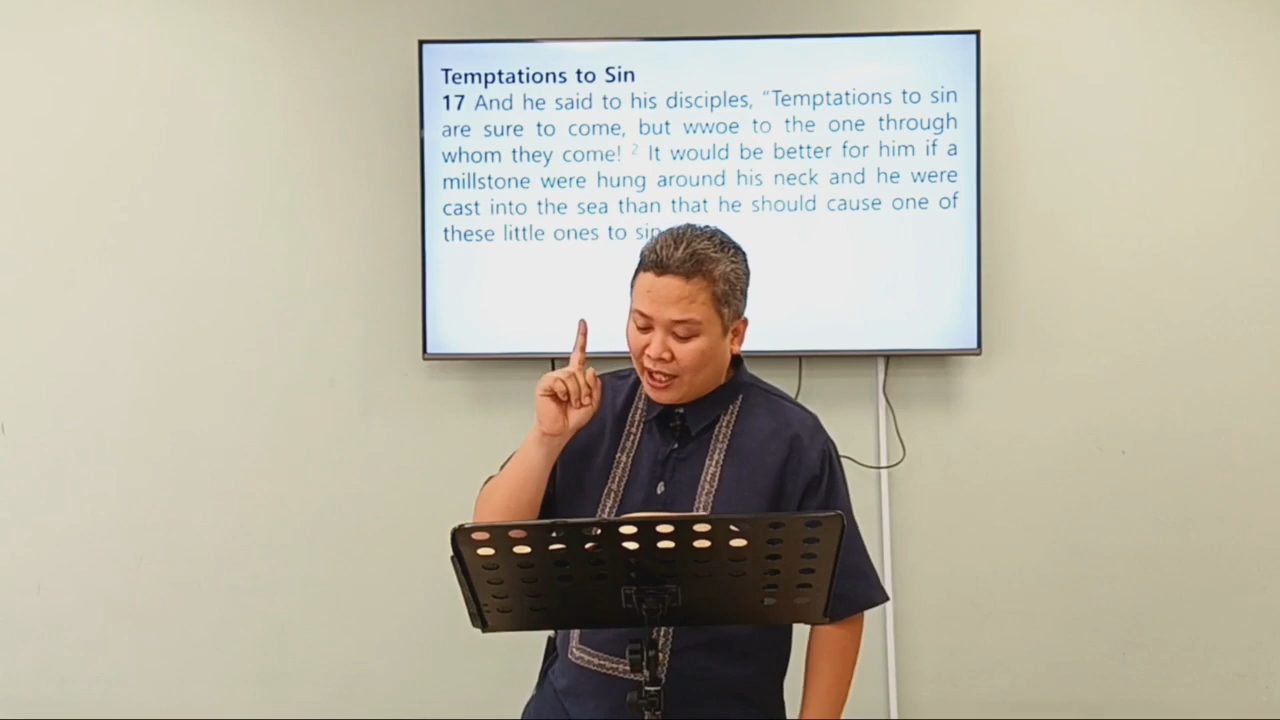 Temptations to Sin
17 And he said to his disciples, “Temptations to sin
are sure to come, but wwoe to the one through
whom they come! 2 It would be better for him if a
millstone were hung around his neck and he were
cast into the sea than that he should cause one of
these little ones to sin